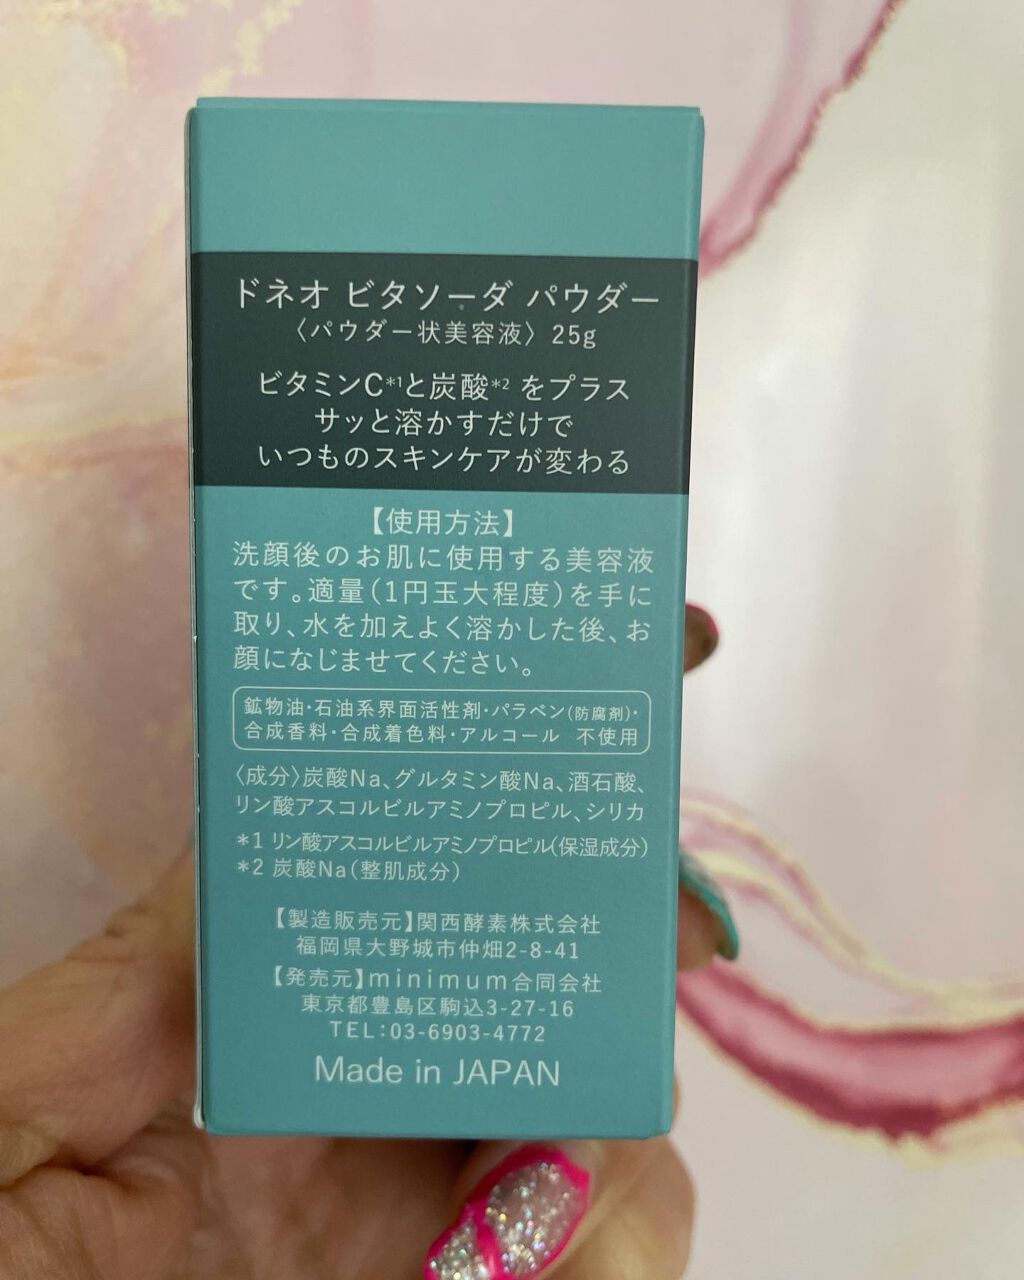 ドネオ ビタソーダ パウダー
〈パウダー状美容液〉25g
ビタミンC*1と炭酸*2 をプラス
サッと溶かすだけで
いつものスキンケアが変わる
【使用方法】
洗顔後のお肌に使用する美容液
です。適量(1円玉大程度)を手に
取り、水を加えよく溶かした後、お
顔になじませてください。
鉱物油・石油系界面活性剤・パラベン(防腐剤)・
合成香料・合成着色料・アルコール 不使用
〈成分〉炭酸Na、グルタミン酸Na、酒石酸、
リン酸アスコルビルアミノプロピル、シリカ
*1 リン酸アスコルビルアミノプロピル(保湿成分)
*2 炭酸Na(整肌成分)
【製造販売元】関西酵素株式会社
福岡県大野城市仲畑2-8-41
【発売元】minimum合同会社
東京都豊島区駒込3-27-16
TEL:03-6903-4772
Made in JAPAN